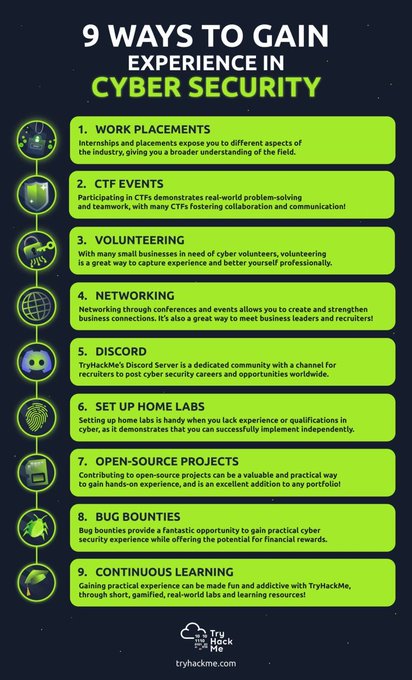 9 WAYS TO GAIN
EXPERIENCE IN
CYBER SECURITY
1. WORK PLACEMENTS
Internships and placements expose you to different aspects of
the industry, giving you a broader understanding of the field.
2. CTF EVENTS
Participating in CTFs demonstrates real-world problem-solving
and teamwork, with many CTFs fostering collaboration and communication!
3. VOLUNTEERING
With many small businesses in need of cyber volunteers, volunteering
is a great way to capture experience and better yourself professionally.
4. NETWORKING
Networking through conferences and events allows you to create and strengthen
business connections. It's also a great way to meet business leaders and recruiters!
5. DISCORD
TryHackMe's Discord Server is a dedicated community with a channel for
recruiters to post cyber security careers and opportunities worldwide.
6. SET UP HOME LABS
Setting up home labs is handy when you lack experience or qualifications in
cyber, as it demonstrates that you can successfully implement independently.
7. OPEN-SOURCE PROJECTS
Contributing to open-source projects can be a valuable and practical way
to gain hands-on experience, and is an excellent addition to any portfolio!
8. BUG BOUNTIES
Bug bounties provide a fantastic opportunity to gain practical cyber
security experience while offering the potential for financial rewards.
9. CONTINUOUS LEARNING
Gaining practical experience can be made fun and addictive with TryHackMe,
through short, gamified, real-world labs and learning resources!
Try
Hack
Me
tryhackme.com